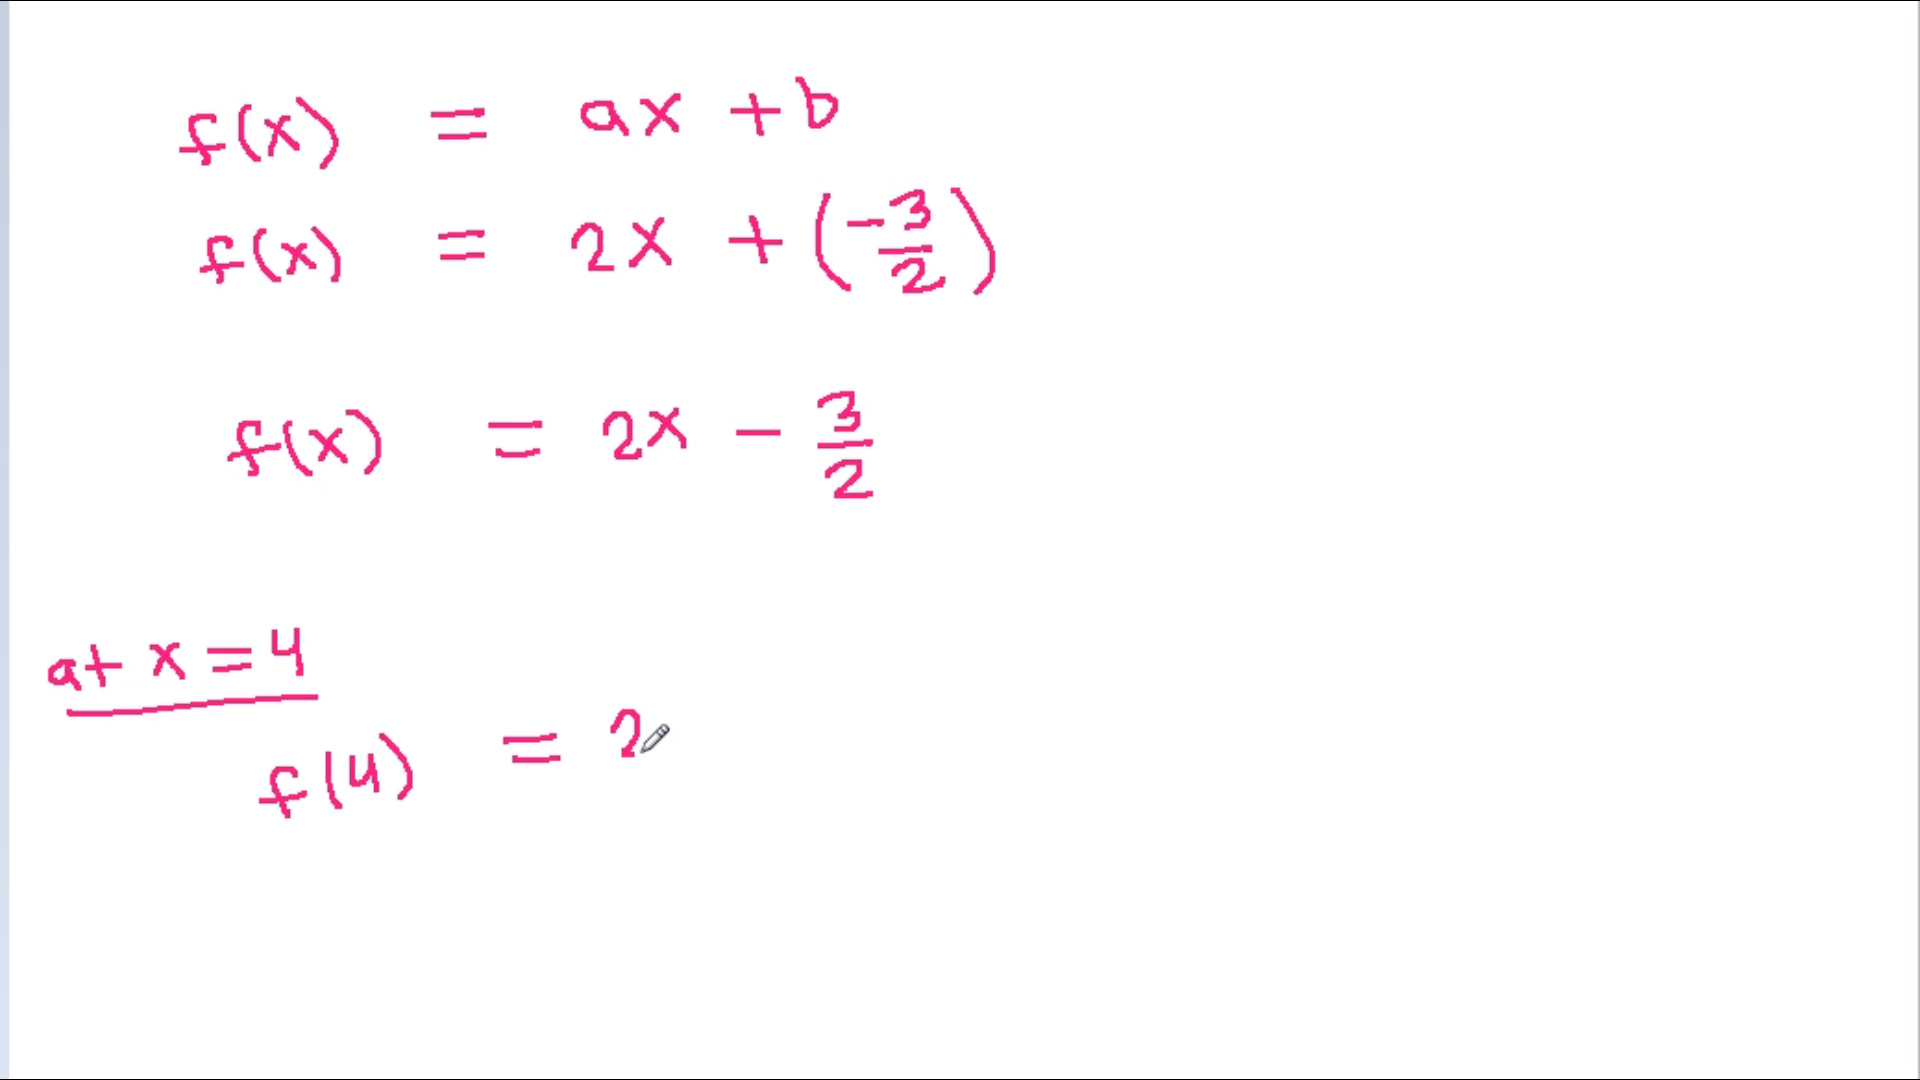 f(x) = ax + b
f(x) = 2x + (-3/2)
f(x) = 2x - 3/2
at x = 4
f(4) = 2